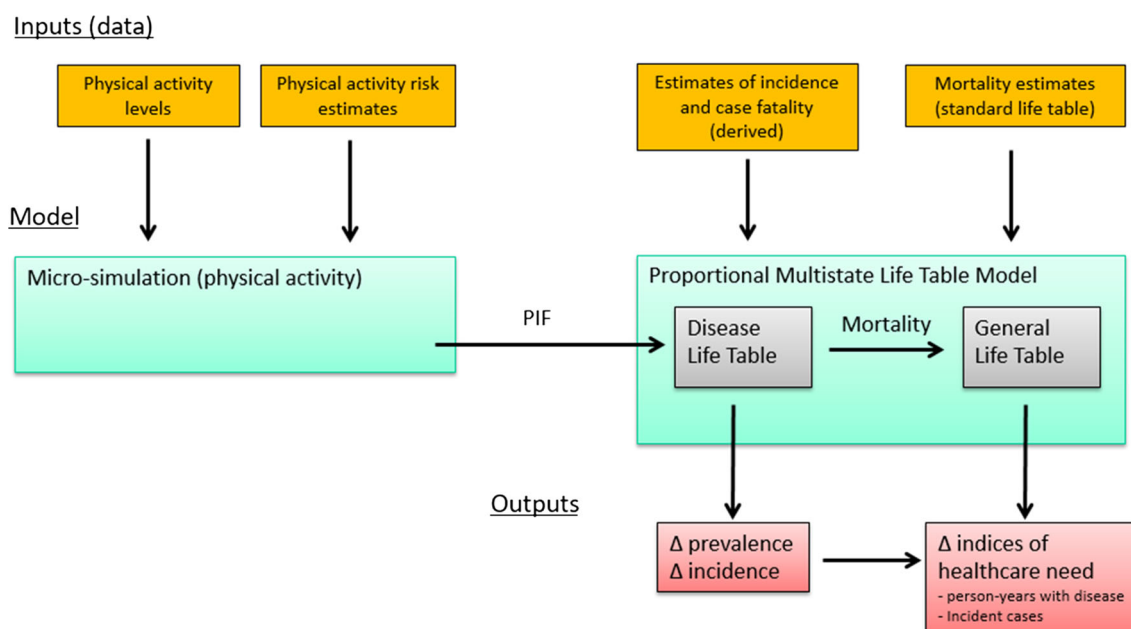 Inputs (data)
Physical activity
levels
Physical activity risk
estimates
Estimates of incidence
and case fatality
(derived)
Mortality estimates
(standard life table)
Model
Micro-simulation (physical activity)
PIF
Proportional Multistate Life Table Model
Disease
Life Table
Mortality
General
Life Table
Outputs
Δ prevalence
Δ incidence
Δ indices of
healthcare need
- person-years with disease
- Incident cases